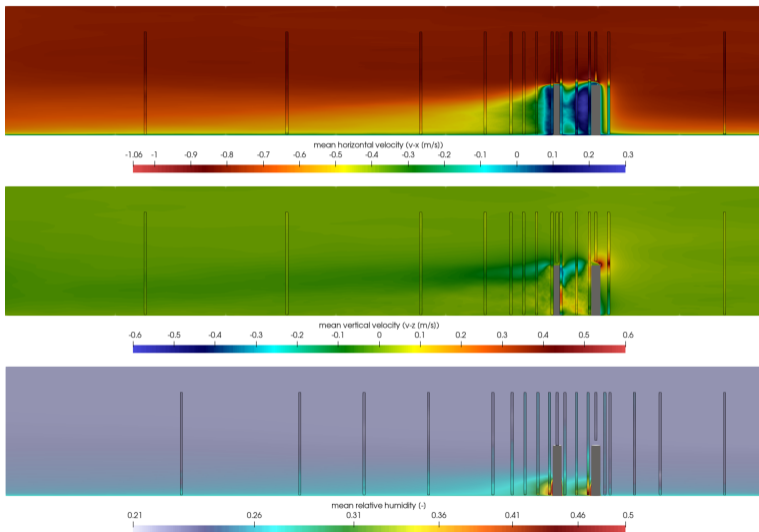 mean horizontal velocity (v-x (m/s))
-1.06 -1 -0.9 -0.8 -0.7 -0.6 -0.5 -0.4 -0.3 -0.2 -0.1 0 0.1 0.2 0.3
mean vertical velocity (v-z (m/s))
-0.6 -0.5 -0.4 -0.3 -0.2 -0.1 0 0.1 0.2 0.3 0.4 0.5 0.6
mean relative humidity (-)
0.21 0.26 0.31 0.36 0.41 0.46 0.5